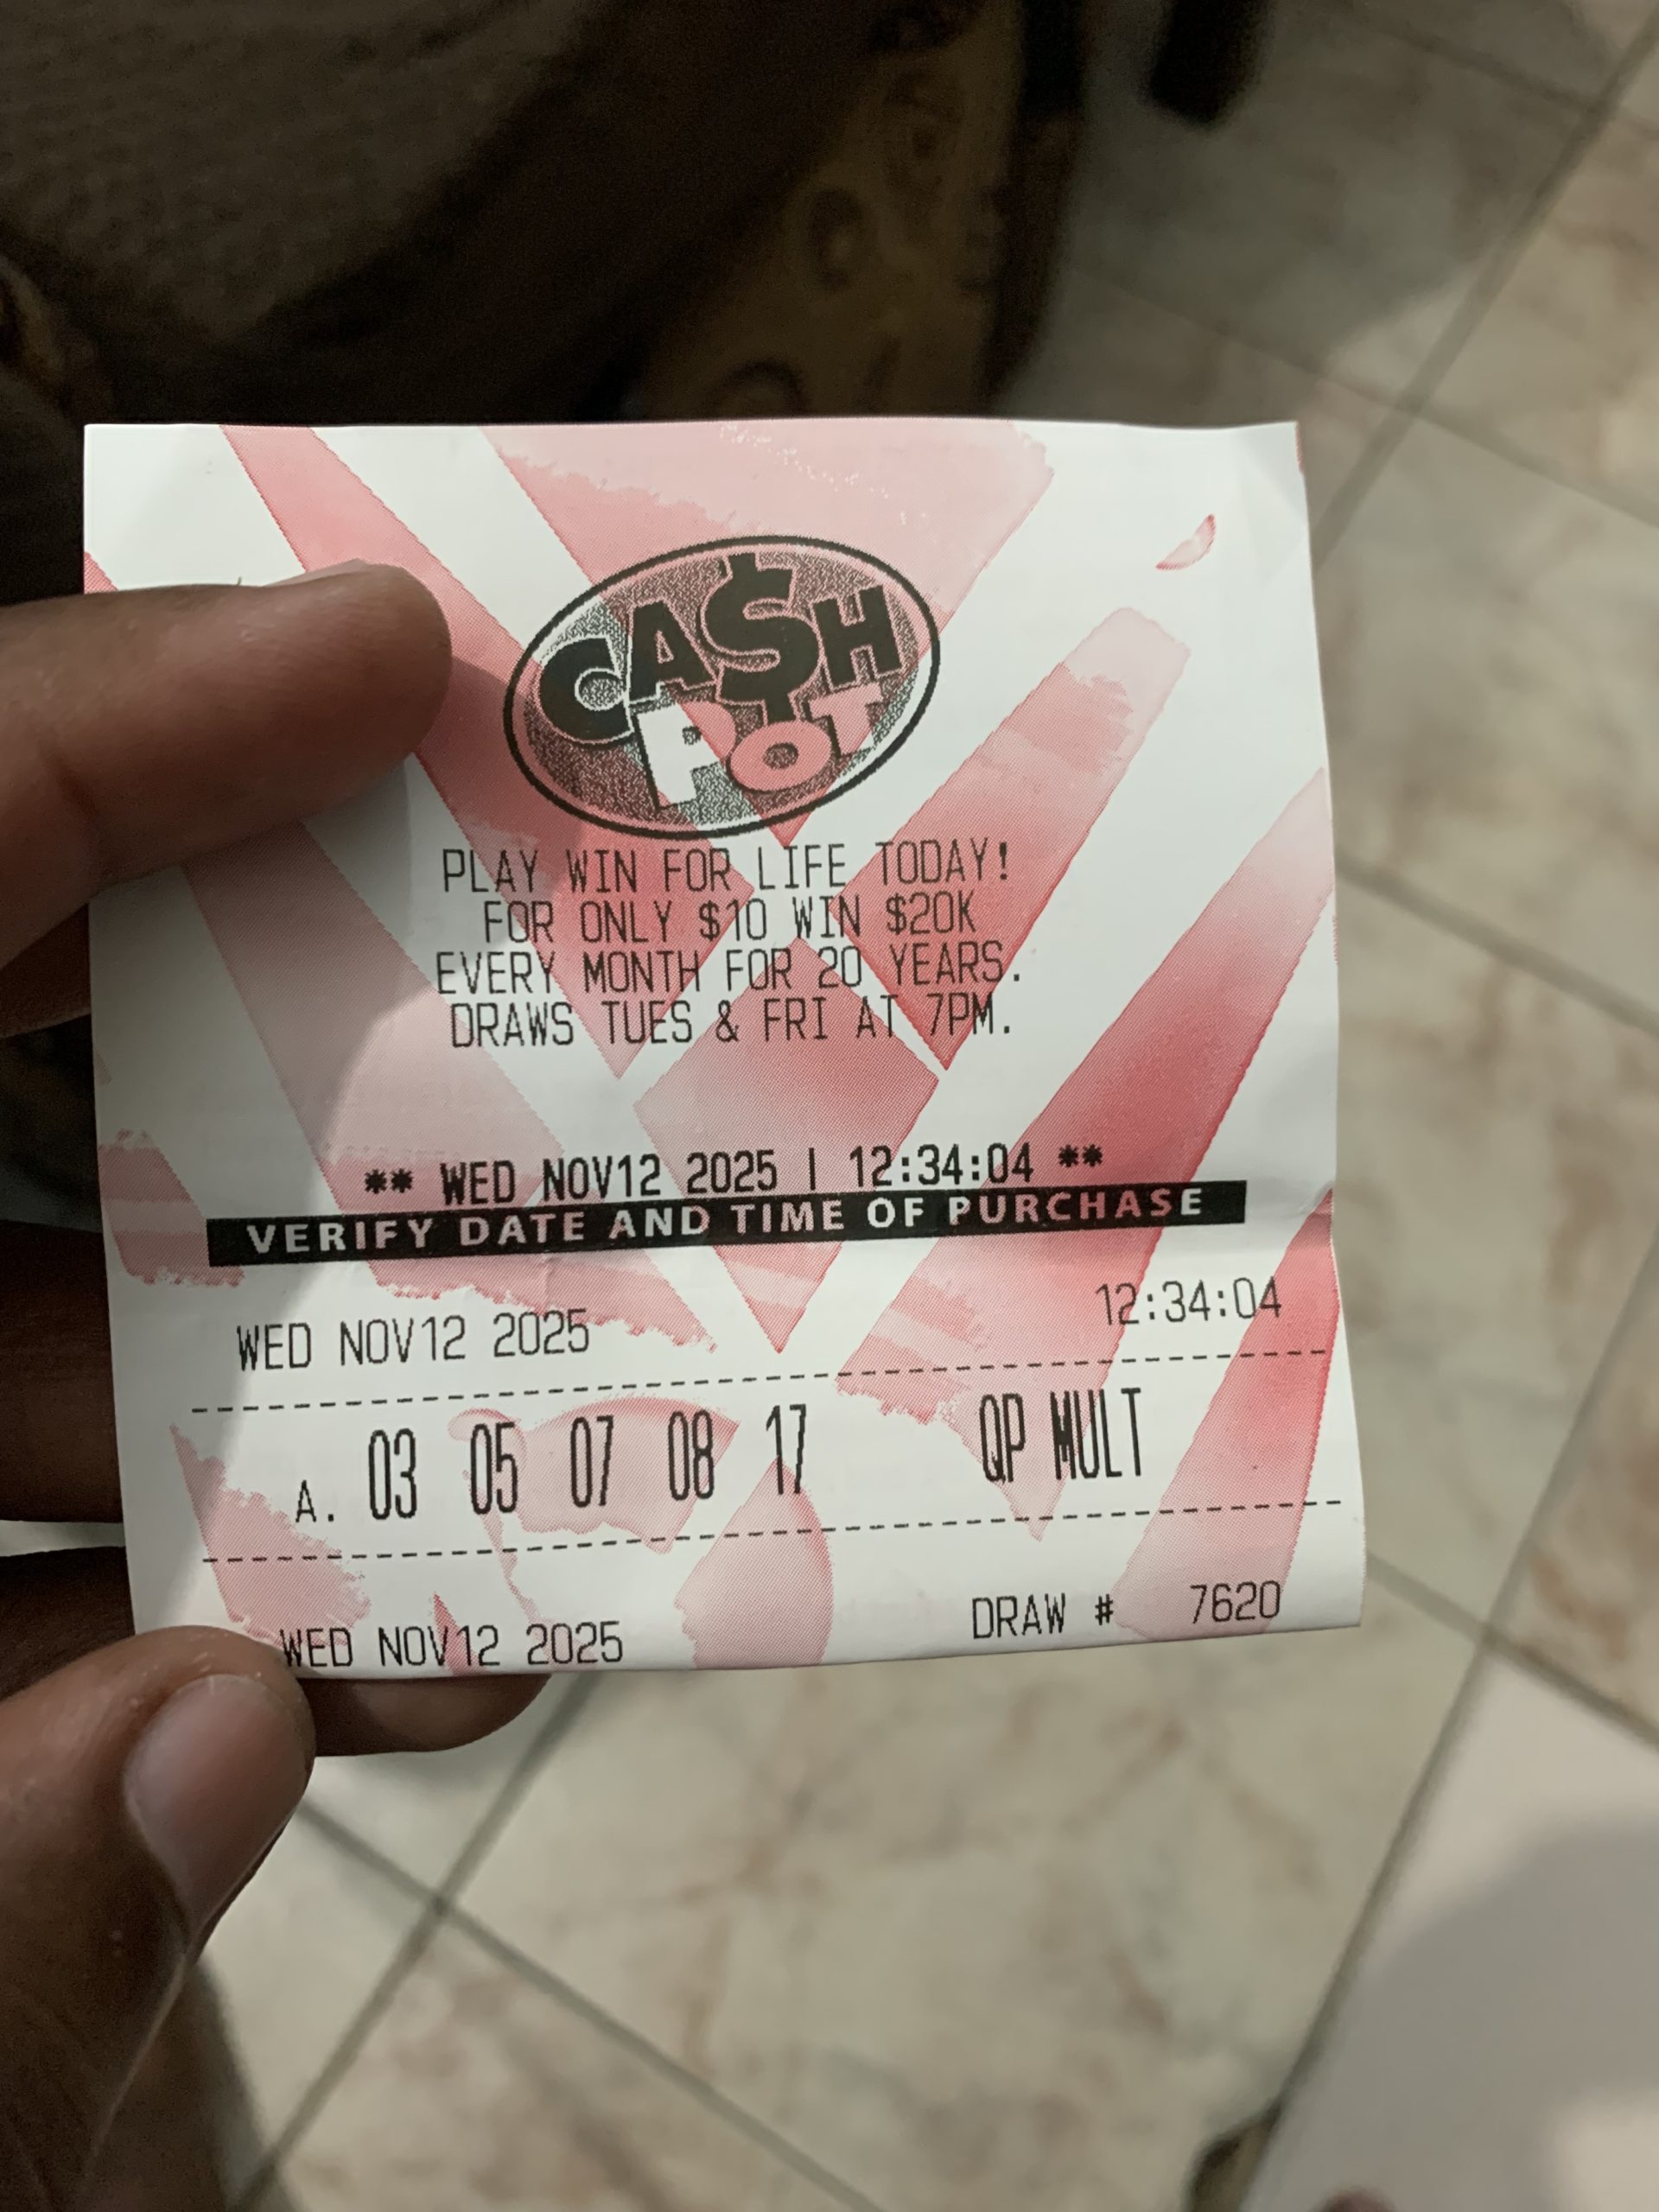 CA$H
POT
PLAY WIN FOR LIFE TODAY!
FOR ONLY $10 WIN $20K
EVERY MONTH FOR 20 YEARS.
DRAWS TUES & FRI AT 7PM.
** WED NOV12 2025 | 12:34:04 **
VERIFY DATE AND TIME OF PURCHASE
WED NOV12 2025 12:34:04
A. 03 05 07 08 17 QP MULT
WED NOV12 2025 DRAW # 7620